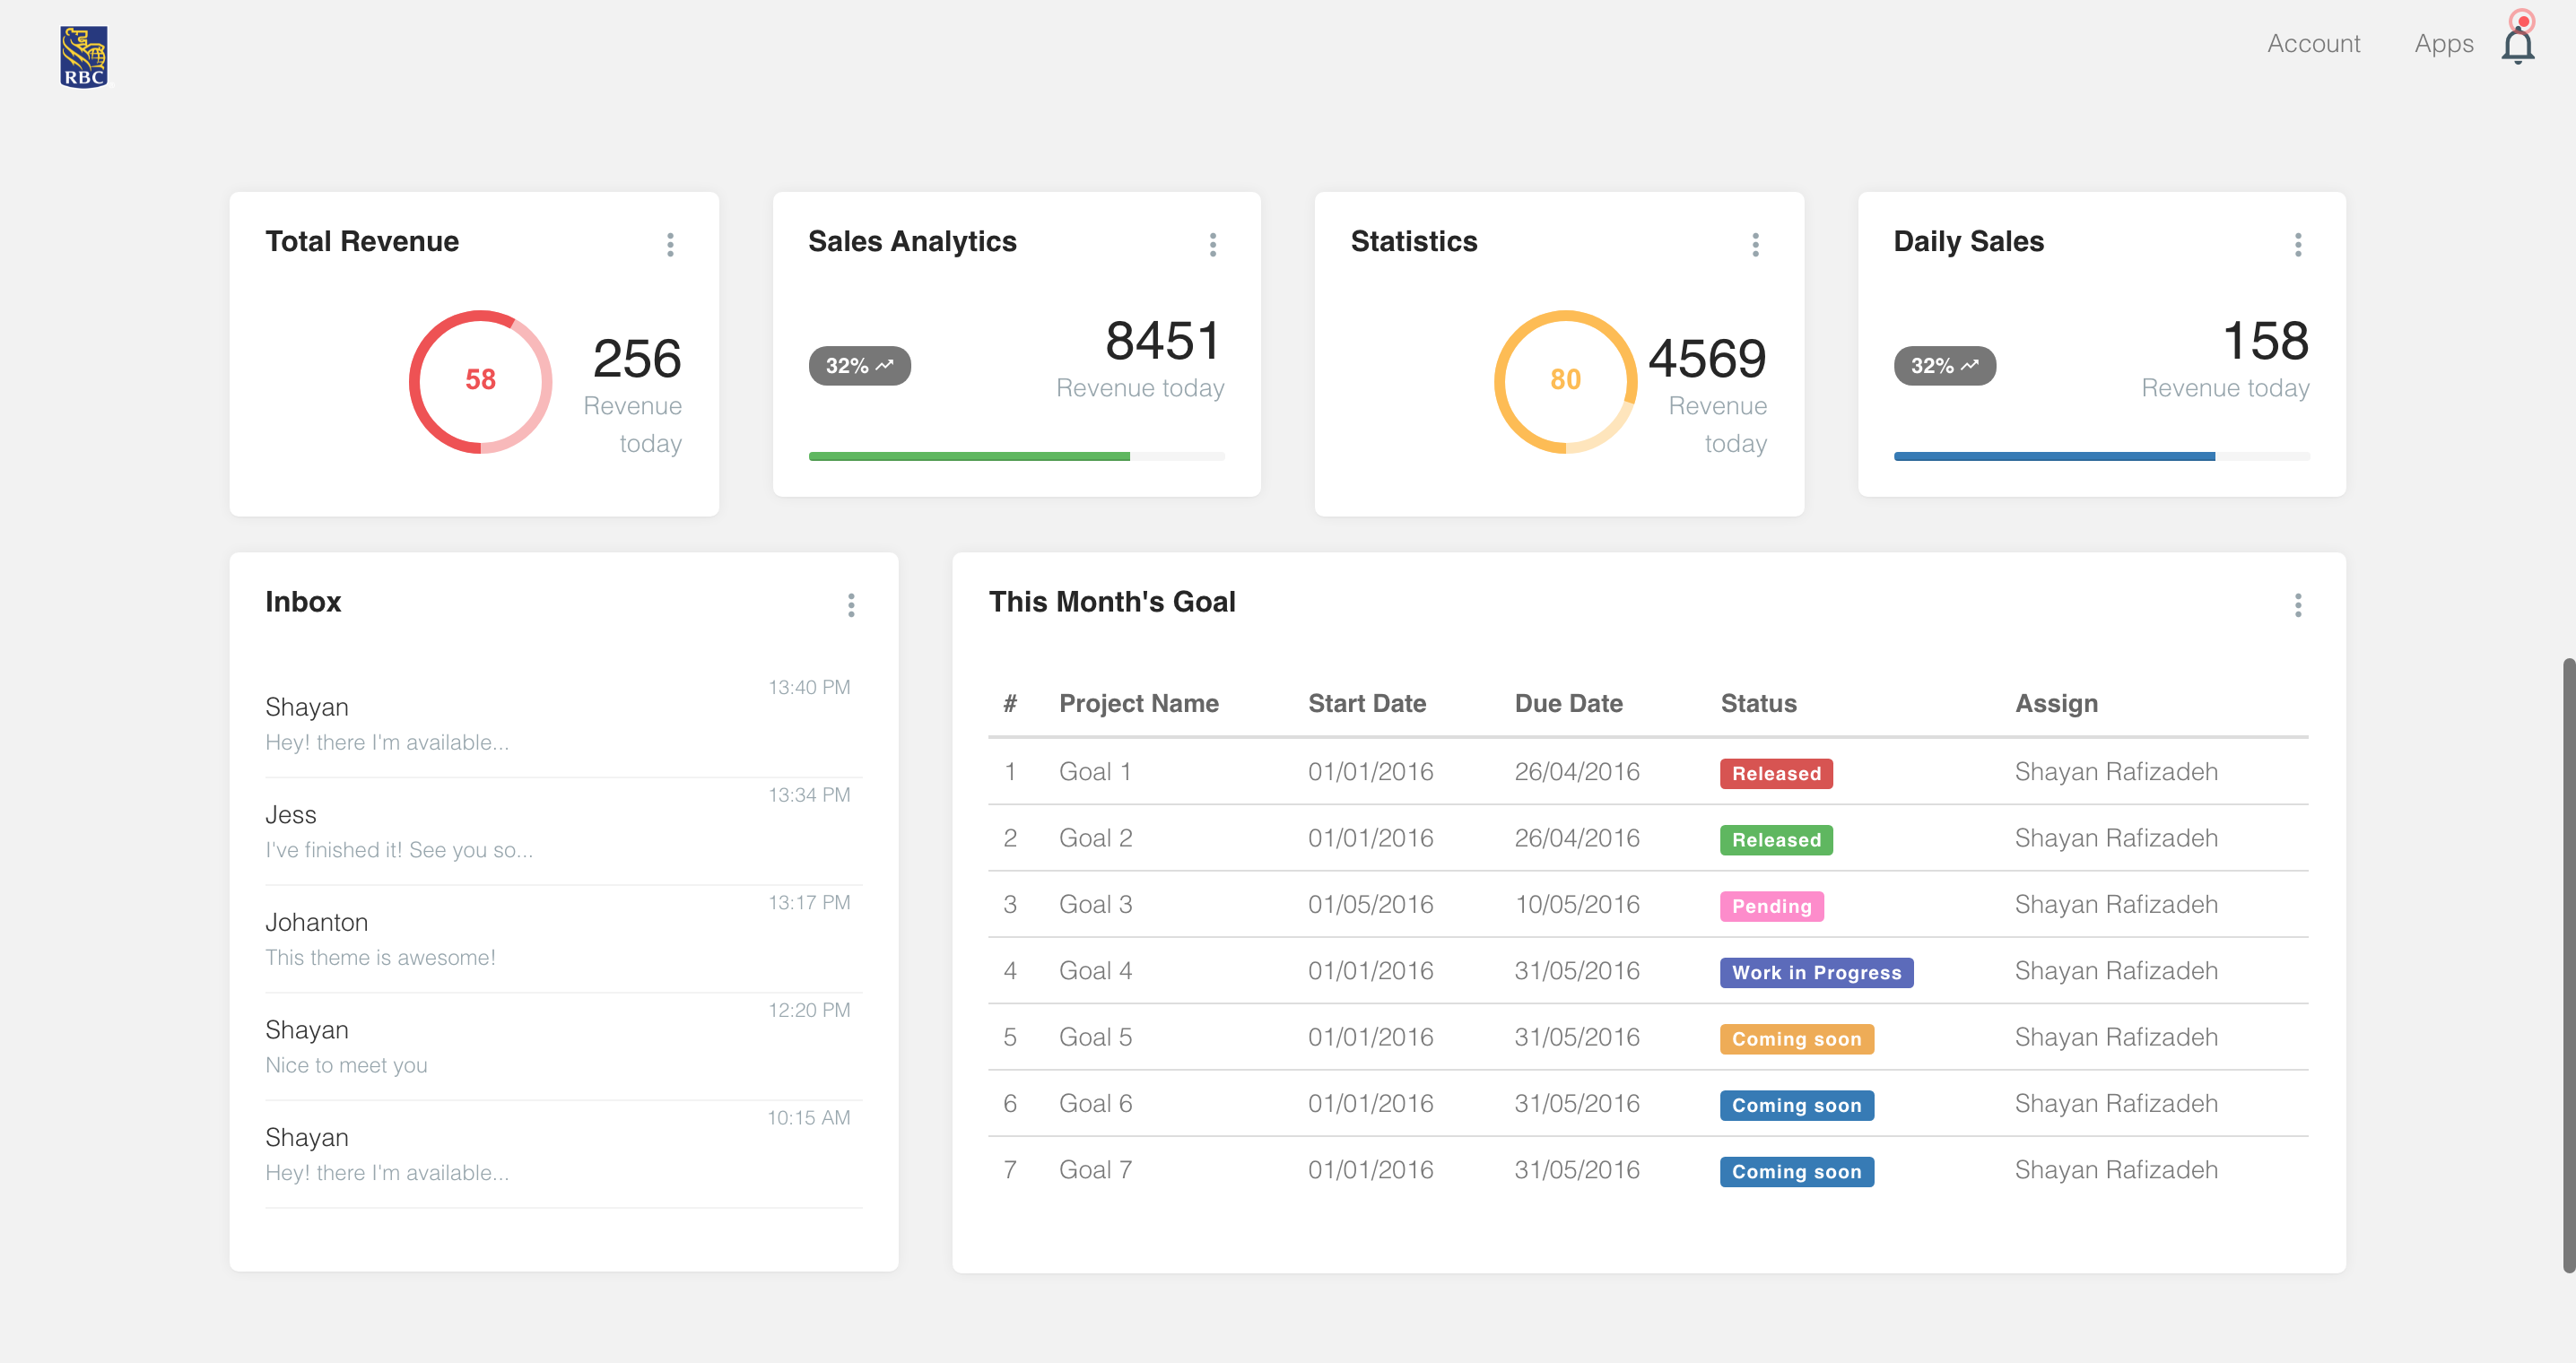 RBC
Account Apps
Total Revenue
58
256
Revenue
today
Sales Analytics
32%
8451
Revenue today
Statistics
80
4569
Revenue
today
Daily Sales
32%
158
Revenue today
Inbox
13:40 PM
Shayan
Hey! there I'm available...
13:34 PM
Jess
I've finished it! See you so...
13:17 PM
Johanton
This theme is awesome!
12:20 PM
Shayan
Nice to meet you
10:15 AM
Shayan
Hey! there I'm available...
This Month's Goal
# Project Name Start Date Due Date Status Assign
1 Goal 1 01/01/2016 26/04/2016 Released Shayan Rafizadeh
2 Goal 2 01/01/2016 26/04/2016 Released Shayan Rafizadeh
3 Goal 3 01/05/2016 10/05/2016 Pending Shayan Rafizadeh
4 Goal 4 01/01/2016 31/05/2016 Work in Progress Shayan Rafizadeh
5 Goal 5 01/01/2016 31/05/2016 Coming soon Shayan Rafizadeh
6 Goal 6 01/01/2016 31/05/2016 Coming soon Shayan Rafizadeh
7 Goal 7 01/01/2016 31/05/2016 Coming soon Shayan Rafizadeh